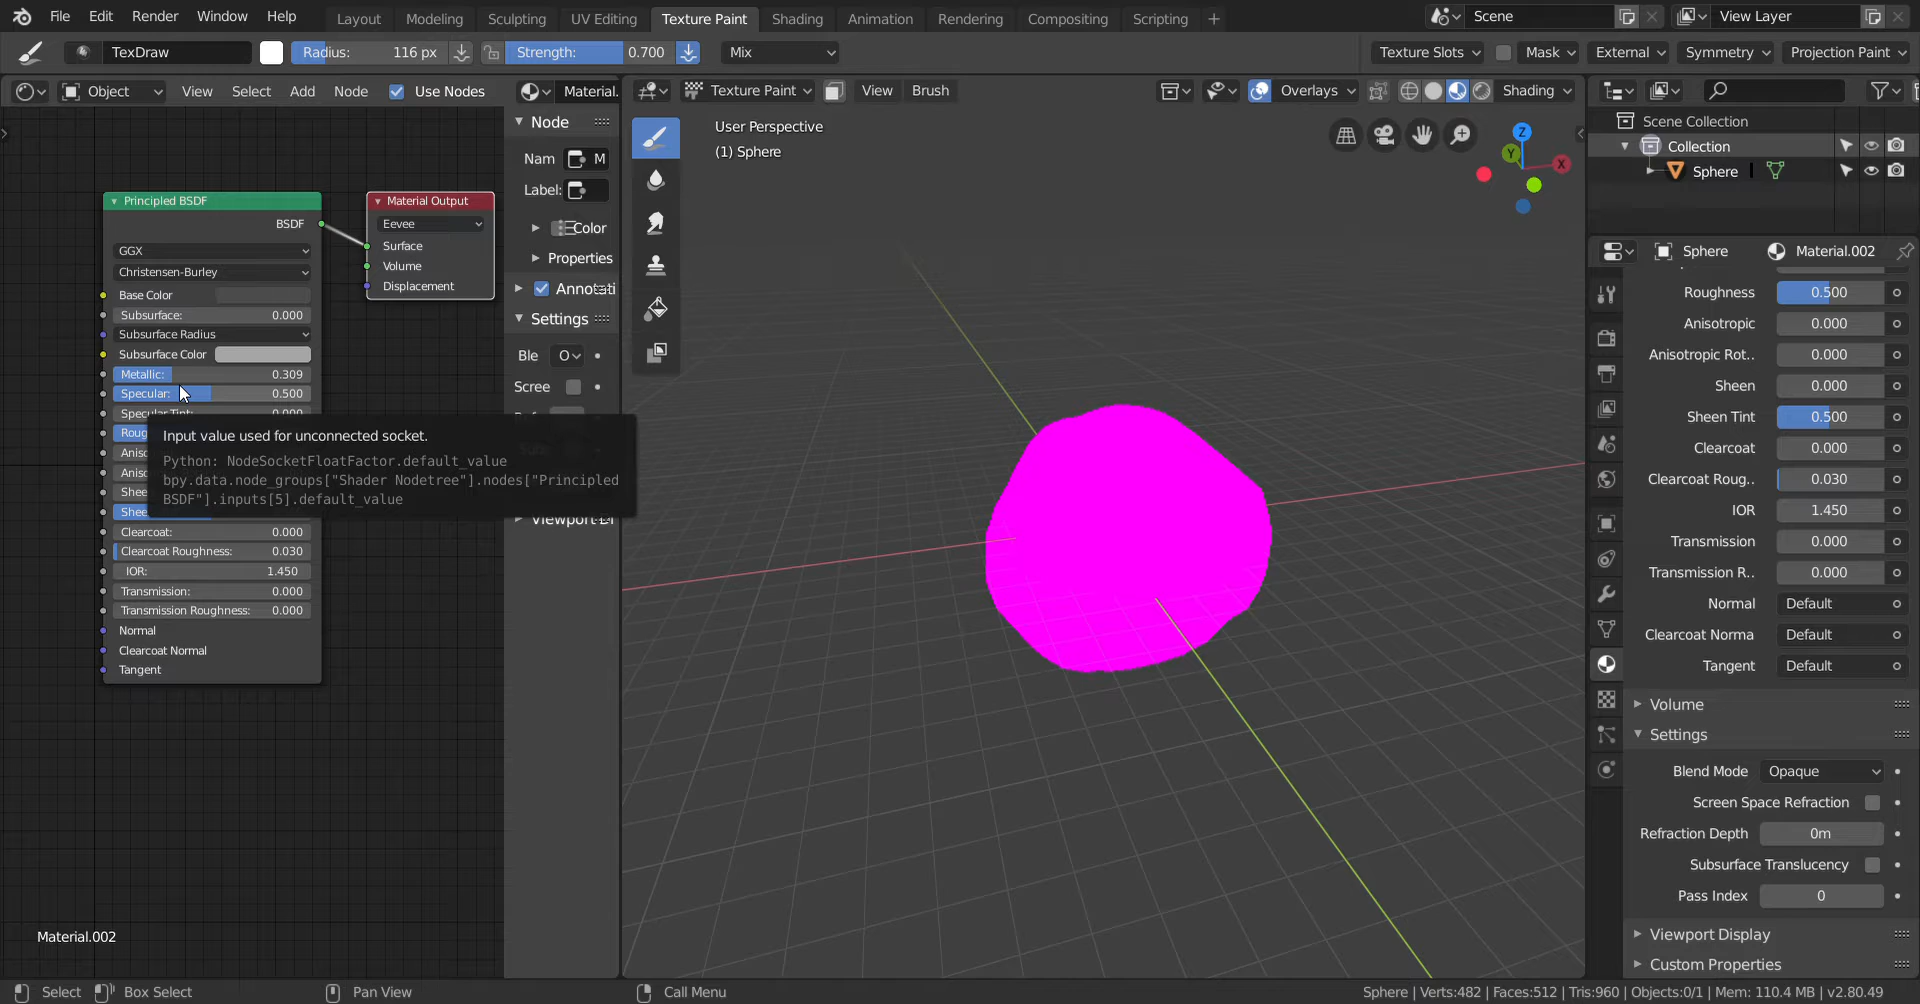 File Edit Render Window Help Layout Modeling Sculpting UV Editing Texture Paint Shading Animation Rendering Compositing Scripting + Scene View Layer
TexDraw Radius: 116 px Strength: 0.700 Mix Texture Slots Mask External Symmetry Projection Paint
Object View Select Add Node Use Nodes Material.
Texture Paint View Brush Overlays Shading
Node
Nam M
Label:
Color
Properties
Annotati
Settings
Ble O
Scree
Viewport
Principled BSDF
BSDF
GGX
Christensen-Burley
Base Color
Subsurface: 0.000
Subsurface Radius
Subsurface Color
Metallic: 0.309
Specular: 0.500
Specular Tint: 0.000
Roug
Aniso
Aniso
Shee
Shee
Clearcoat: 0.000
Clearcoat Roughness: 0.030
IOR: 1.450
Transmission: 0.000
Transmission Roughness: 0.000
Normal
Clearcoat Normal
Tangent
Material Output
Eevee
Surface
Volume
Displacement
Input value used for unconnected socket.
Python: NodeSocketFloatFactor.default_value
bpy.data.node_groups["Shader Nodetree"].nodes["Principled
BSDF"].inputs[5].default_value
Material.002
User Perspective
(1) Sphere
Z
Y
X
Scene Collection
Collection
Sphere
Sphere Material.002
Roughness 0.500
Anisotropic 0.000
Anisotropic Rot.. 0.000
Sheen 0.000
Sheen Tint 0.500
Clearcoat 0.000
Clearcoat Roug.. 0.030
IOR 1.450
Transmission 0.000
Transmission R.. 0.000
Normal Default
Clearcoat Norma Default
Tangent Default
Volume
Settings
Blend Mode Opaque
Screen Space Refraction
Refraction Depth 0m
Subsurface Translucency
Pass Index 0
Viewport Display
Custom Properties
Select Box Select Pan View Call Menu Sphere | Verts:482 | Faces:512 | Tris:960 | Objects:0/1 | Mem: 110.4 MB | v2.80.49